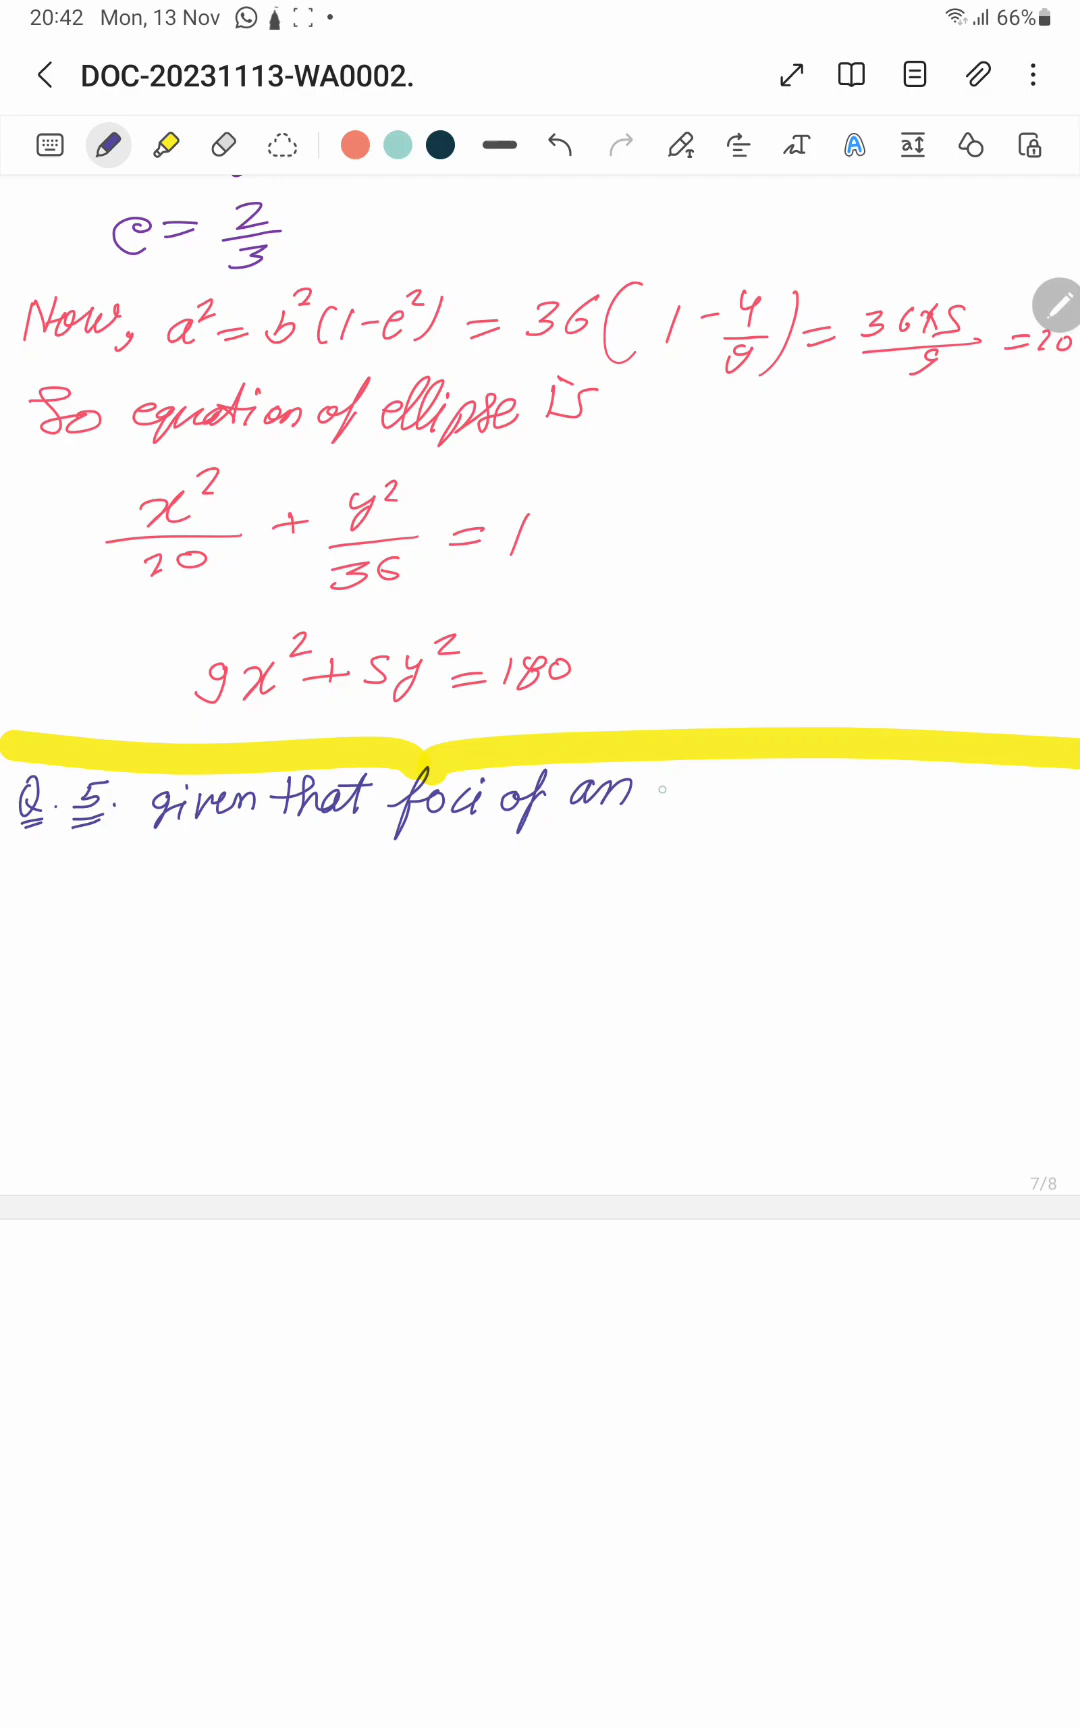 20:42 Mon, 13 Nov 66%
DOC-20231113-WA0002.
e = 2/3
Now, a² = b²(1-e²) = 36(1 - 4/9) = 36×5/9 = 20
So equation of ellipse is
x²/20 + y²/36 = 1
9x² + 5y² = 180
Q. 5. given that foci of an
7/8